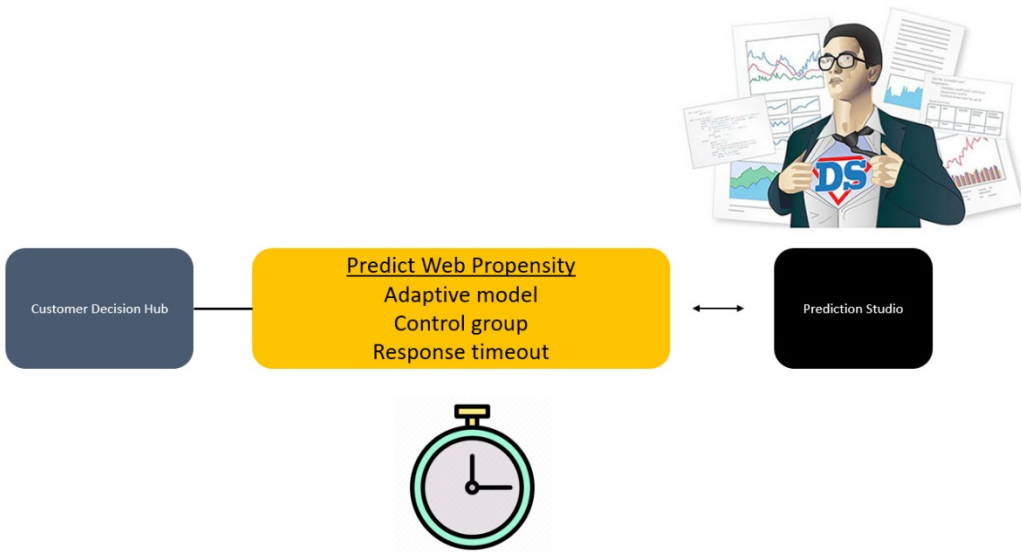 DS
Customer Decision Hub
Predict Web Propensity
Adaptive model
Control group
Response timeout
Prediction Studio